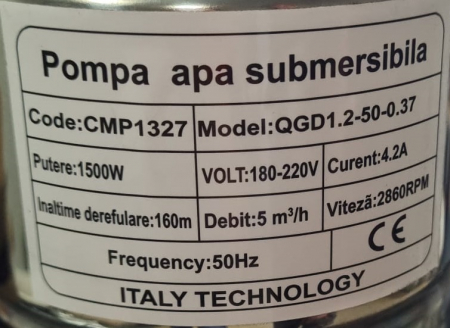 Pompa apa submersibila
Code:CMP1327 Model:QGD1.2-50-0.37
Putere:1500W VOLT:180-220V Curent:4.2A
Inaltime derefulare:160m Debit:5 m³/h Viteză:2860RPM
Frequency:50Hz CE
ITALY TECHNOLOGY